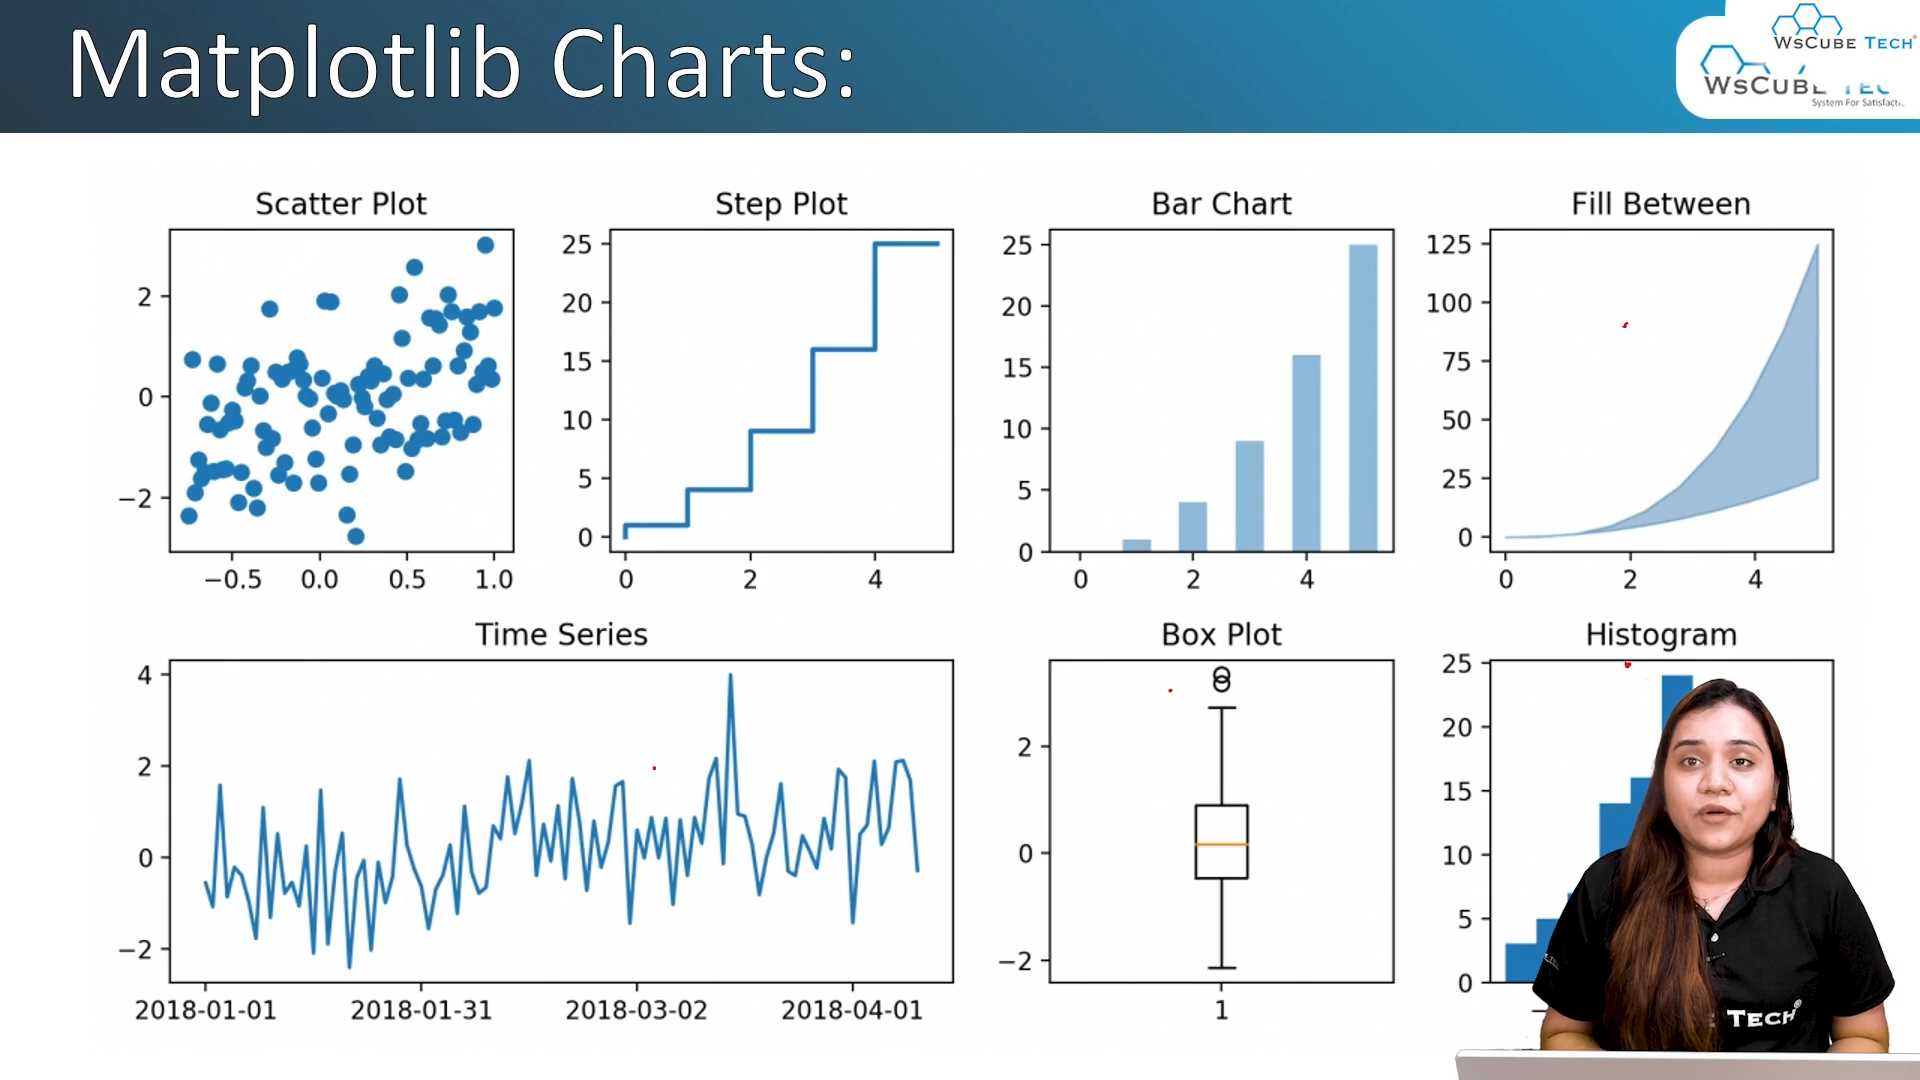 Matplotlib Charts:
WsCube Tech®
WsCube
System For Satisfact
Scatter Plot
2
0
−2
−0.5 0.0 0.5 1.0
Step Plot
25
20
15
10
5
0
0 2 4
Bar Chart
25
20
15
10
5
0
0 2 4
Fill Between
125
100
75
50
25
0
0 2 4
Time Series
4
2
0
−2
2018-01-01 2018-01-31 2018-03-02 2018-04-01
Box Plot
2
0
−2
1
Histogram
25
20
15
10
5
0
Tech®